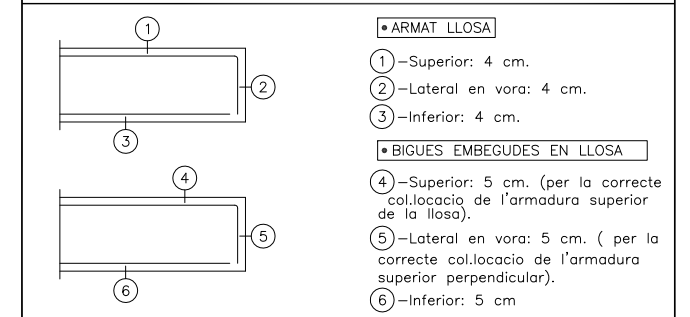 1
2
3
4
5
6
• ARMAT LLOSA
1 –Superior: 4 cm.
2 –Lateral en vora: 4 cm.
3 –Inferior: 4 cm.
• BIGUES EMBEGUDES EN LLOSA
4 –Superior: 5 cm. (per la correcte
col.locacio de l'armadura superior
de la llosa).
5 –Lateral en vora: 5 cm. ( per la
correcte col.locacio de l'armadura
superior perpendicular).
6 –Inferior: 5 cm